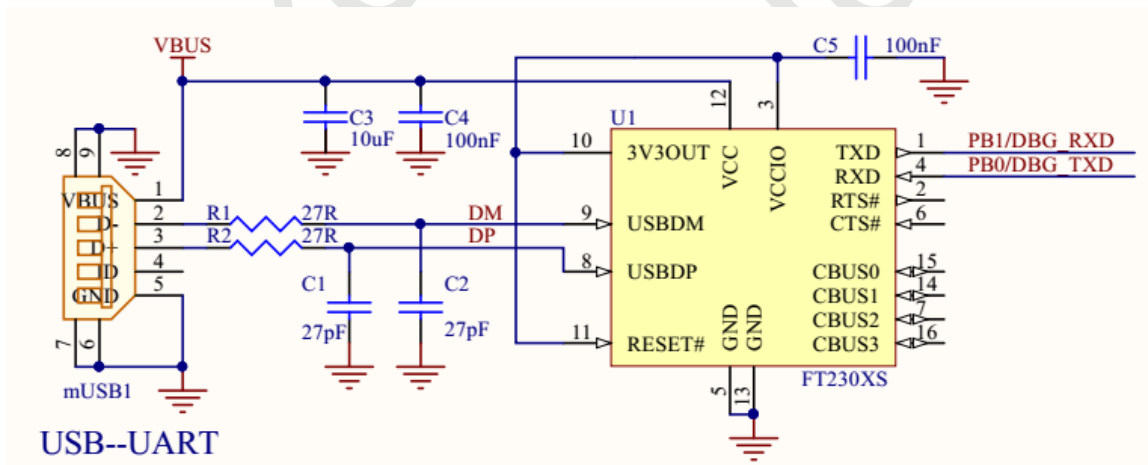 VBUS
C5 100nF
C3
10uF
C4
100nF
12
3
U1
8
9
10 3V3OUT
VCC
VCCIO
TXD 1 PB1/DBG_RXD
RXD 4 PB0/DBG_TXD
RTS# 2
CTS# 6
VBUS 1
D- 2 R1 27R DM 9 USBDM
D+ 3 R2 27R DP 8 USBDP
ID 4
GND 5
C1
27pF
C2
27pF
CBUS0 15
CBUS1 14
CBUS2 7
CBUS3 16
11 RESET#
GND
GND
7
6
5
13
FT230XS
mUSB1
USB--UART